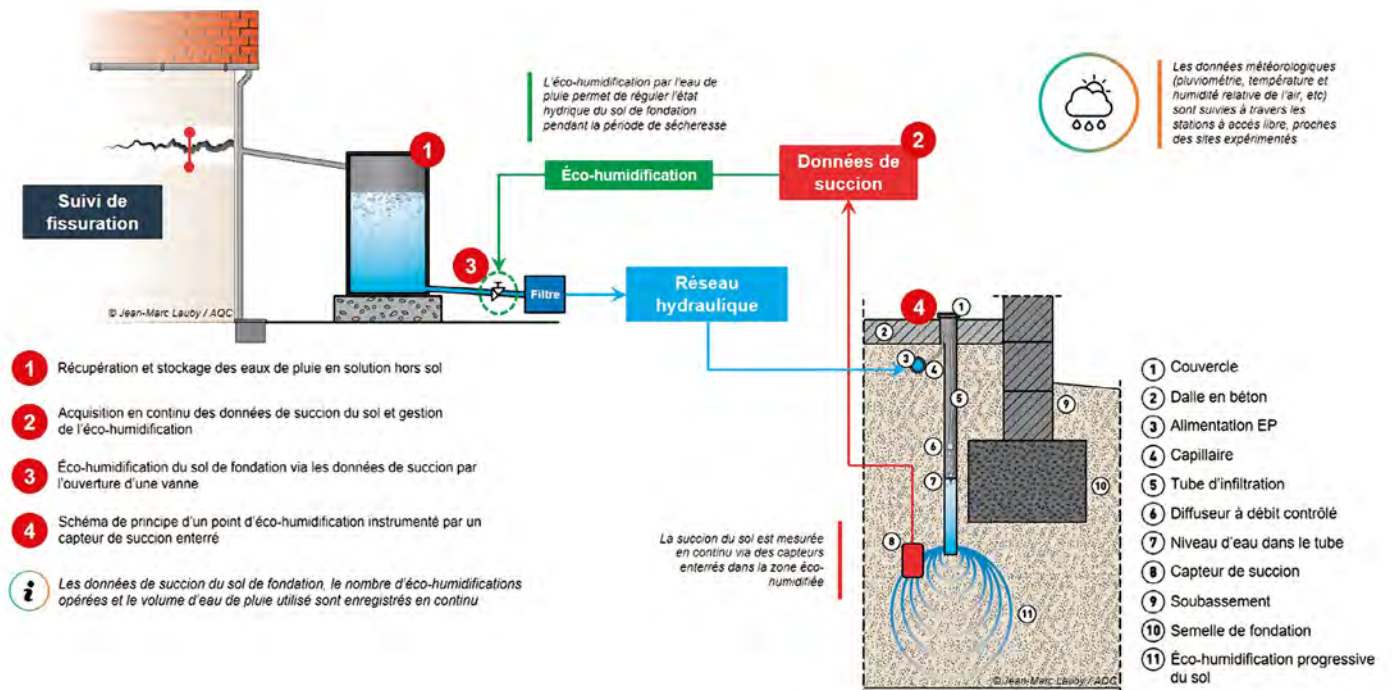 L'éco-humidification par l'eau de
pluie permet de réguler l'état
hydrique du sol de fondation
pendant la période de sécheresse
Les données météorologiques
(pluviométrie, température et
humidité relative de l'air, etc)
sont suivies à travers les
stations à accès libre, proches
des sites expérimentés
1
2
Données de
succion
Éco-humidification
Suivi de
fissuration
3
Filtre
Réseau
hydraulique
© Jean-Marc Lauby / AQC
1 Récupération et stockage des eaux de pluie en solution hors sol
2 Acquisition en continu des données de succion du sol et gestion
de l'éco-humidification
3 Éco-humidification du sol de fondation via les données de succion par
l'ouverture d'une vanne
4 Schéma de principe d'un point d'éco-humidification instrumenté par un
capteur de succion enterré
i Les données de succion du sol de fondation, le nombre d'éco-humidifications
opérées et le volume d'eau de pluie utilisé sont enregistrés en continu
La succion du sol est mesurée
en continu via des capteurs
enterrés dans la zone éco-
humidifiée
4
1
2
3
4
5
6
7
8
9
10
11
© Jean-Marc Lauby / AQC
1 Couvercle
2 Dalle en béton
3 Alimentation EP
4 Capillaire
5 Tube d'infiltration
6 Diffuseur à débit contrôlé
7 Niveau d'eau dans le tube
8 Capteur de succion
9 Soubassement
10 Semelle de fondation
11 Éco-humidification progressive
du sol